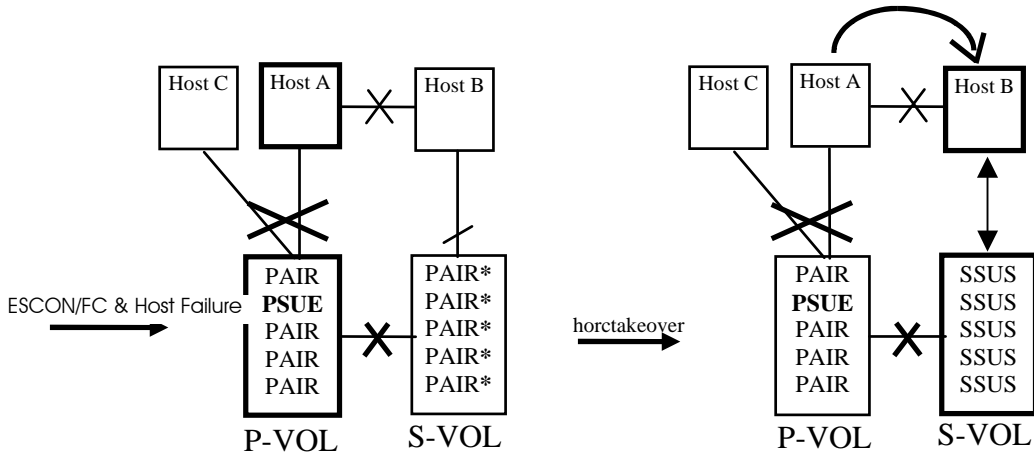 Host C
Host A
Host B
ESCON/FC & Host Failure
PAIR
PSUE
PAIR
PAIR
PAIR
P-VOL
PAIR*
PAIR*
PAIR*
PAIR*
PAIR*
S-VOL
horctakeover
Host C
Host A
Host B
PAIR
PSUE
PAIR
PAIR
PAIR
P-VOL
SSUS
SSUS
SSUS
SSUS
SSUS
S-VOL